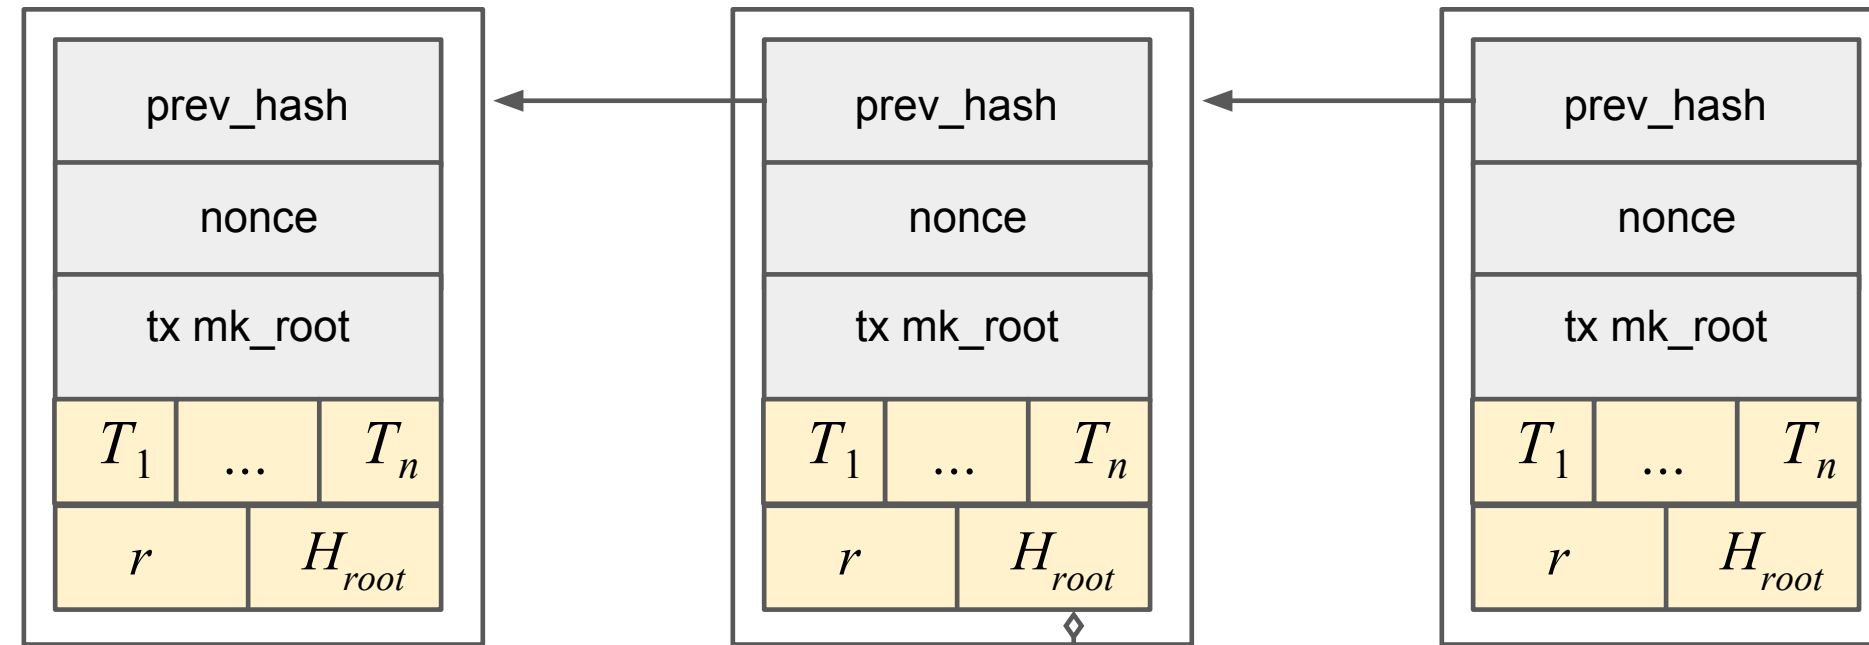 prev_hash prev_hash prev_hash
nonce nonce nonce
tx mk_root tx mk_root tx mk_root
T1 ... Tn T1 ... Tn T1 ... Tn
r Hroot r Hroot r Hroot